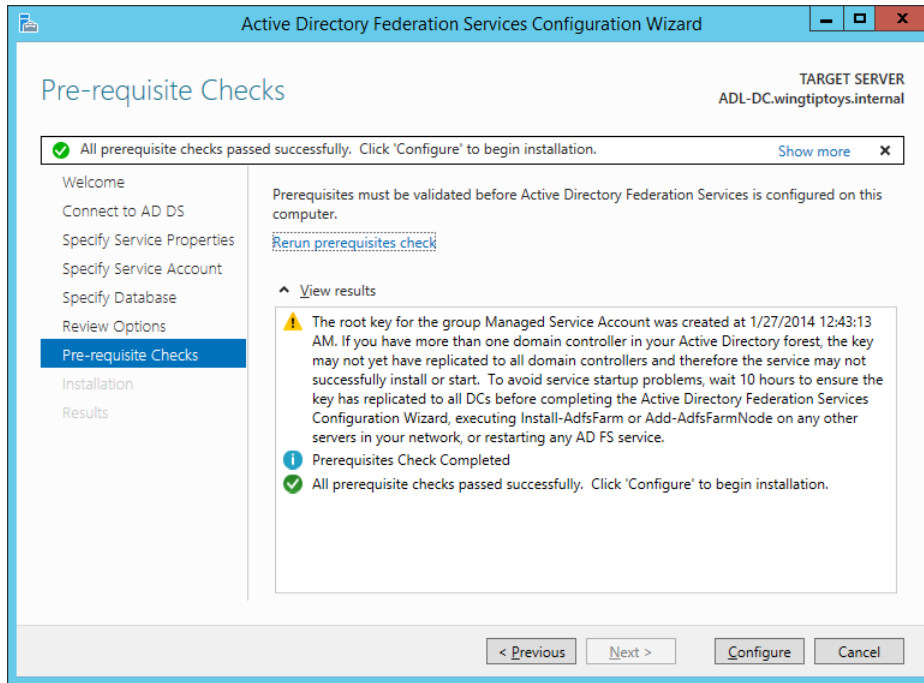 Active Directory Federation Services Configuration Wizard
Pre-requisite Checks
TARGET SERVER
ADL-DC.wingtiptoys.internal
All prerequisite checks passed successfully. Click 'Configure' to begin installation.
Show more
Welcome
Connect to AD DS
Specify Service Properties
Specify Service Account
Specify Database
Review Options
Pre-requisite Checks
Installation
Results
Prerequisites must be validated before Active Directory Federation Services is configured on this
computer.
Rerun prerequisites check
View results
The root key for the group Managed Service Account was created at 1/27/2014 12:43:13
AM. If you have more than one domain controller in your Active Directory forest, the key
may not yet have replicated to all domain controllers and therefore the service may not
successfully install or start. To avoid service startup problems, wait 10 hours to ensure the
key has replicated to all DCs before completing the Active Directory Federation Services
Configuration Wizard, executing Install-AdfsFarm or Add-AdfsFarmNode on any other
servers in your network, or restarting any AD FS service.
Prerequisites Check Completed
All prerequisite checks passed successfully. Click 'Configure' to begin installation.
< Previous
Next >
Configure
Cancel